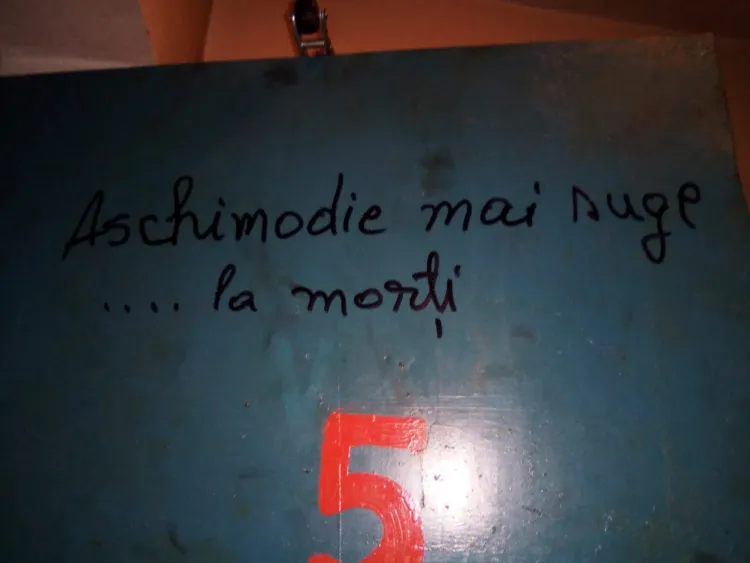 Aschimodie mai suge
.... la morți
5